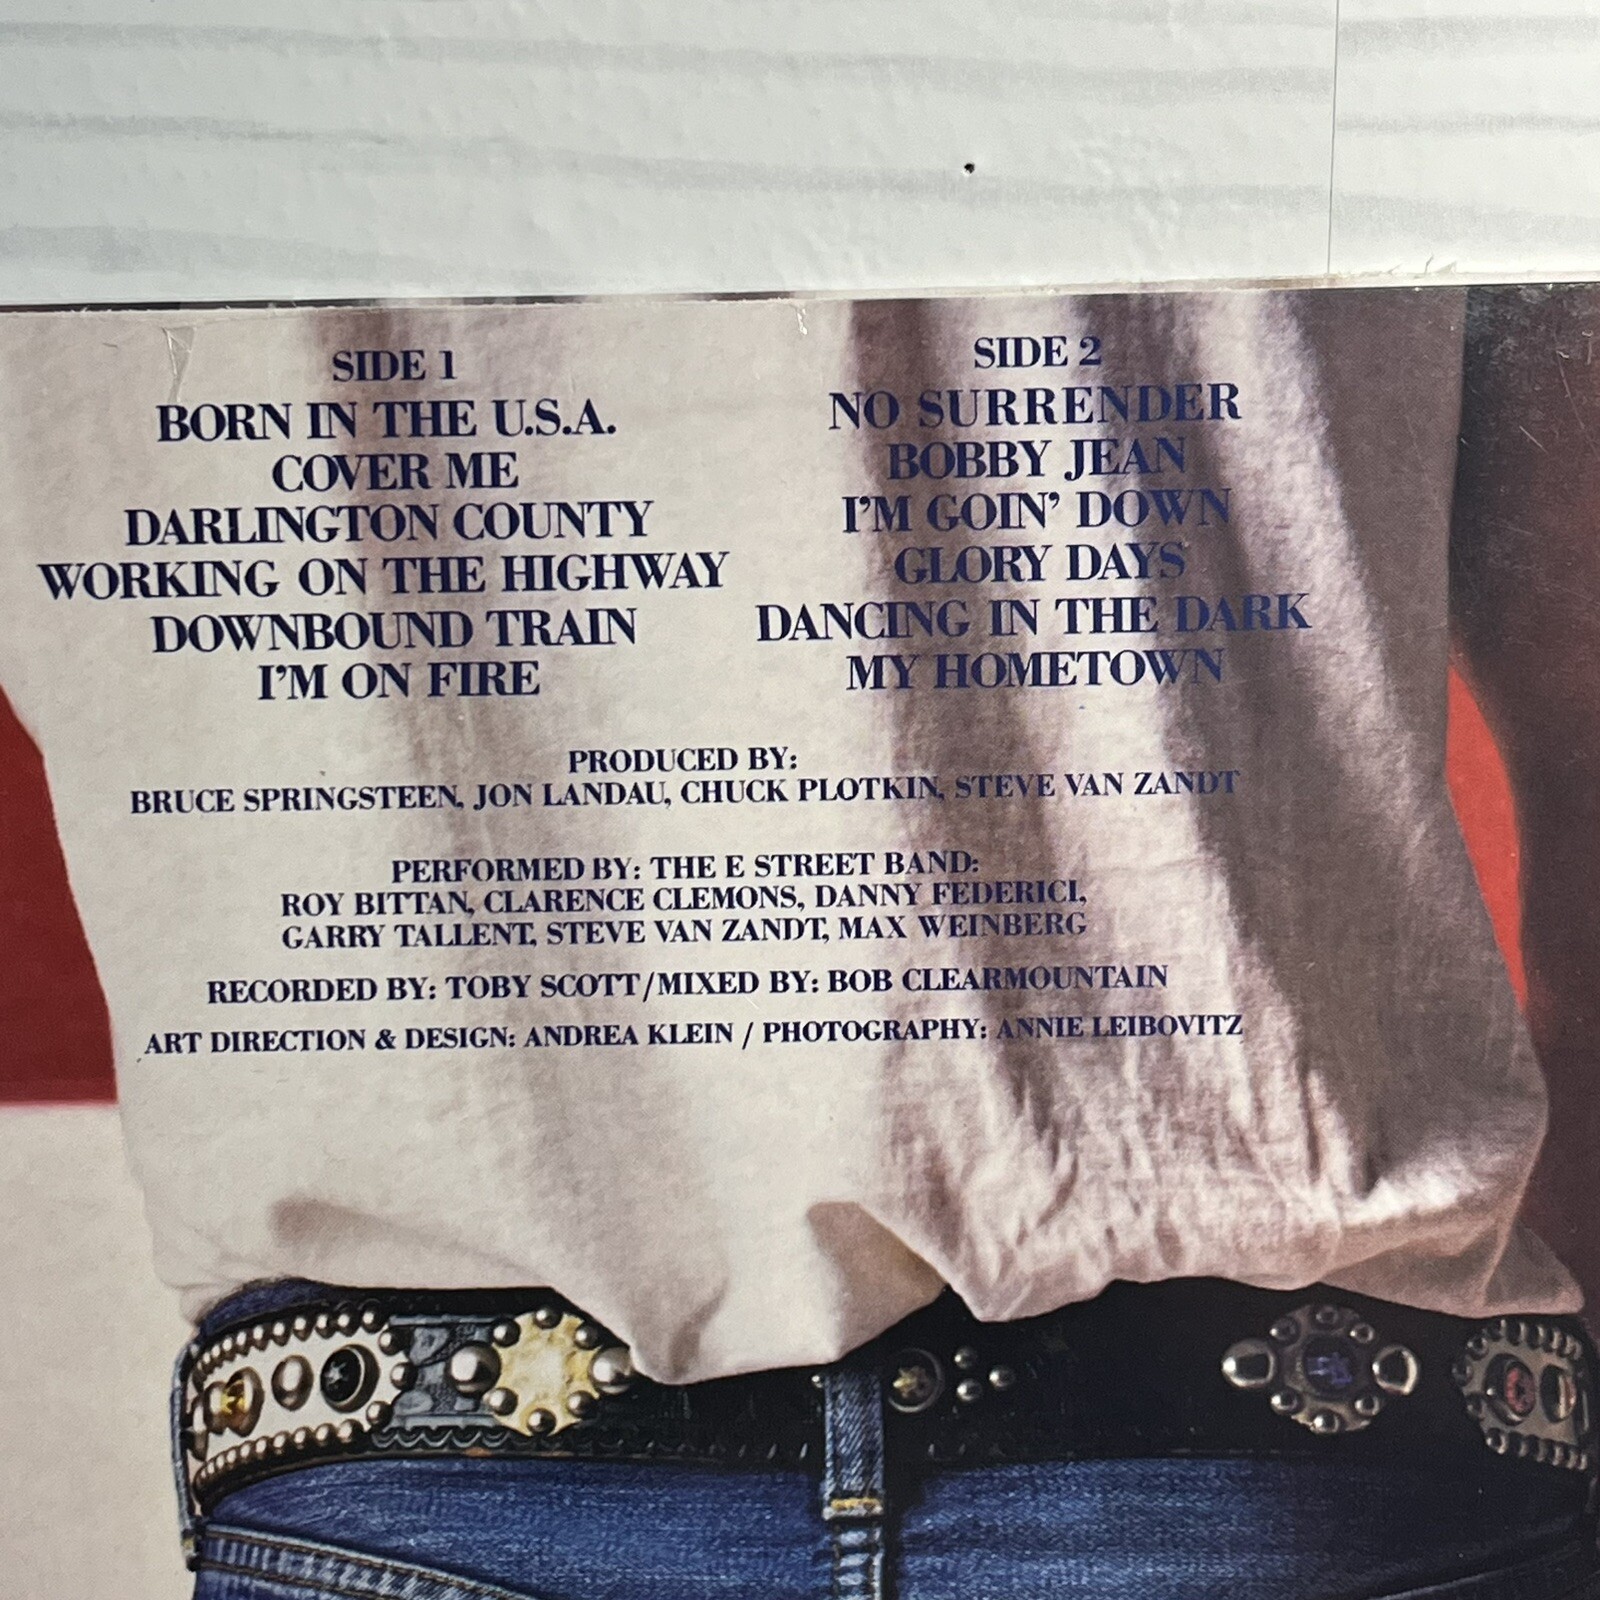 SIDE 1
BORN IN THE U.S.A.
COVER ME
DARLINGTON COUNTY
WORKING ON THE HIGHWAY
DOWNBOUND TRAIN
I'M ON FIRE
SIDE 2
NO SURRENDER
BOBBY JEAN
I'M GOIN' DOWN
GLORY DAYS
DANCING IN THE DARK
MY HOMETOWN
PRODUCED BY:
BRUCE SPRINGSTEEN, JON LANDAU, CHUCK PLOTKIN, STEVE VAN ZANDT
PERFORMED BY: THE E STREET BAND:
ROY BITTAN, CLARENCE CLEMONS, DANNY FEDERICI,
GARRY TALLENT, STEVE VAN ZANDT, MAX WEINBERG
RECORDED BY: TOBY SCOTT/MIXED BY: BOB CLEARMOUNTAIN
ART DIRECTION & DESIGN: ANDREA KLEIN / PHOTOGRAPHY: ANNIE LEIBOVITZ